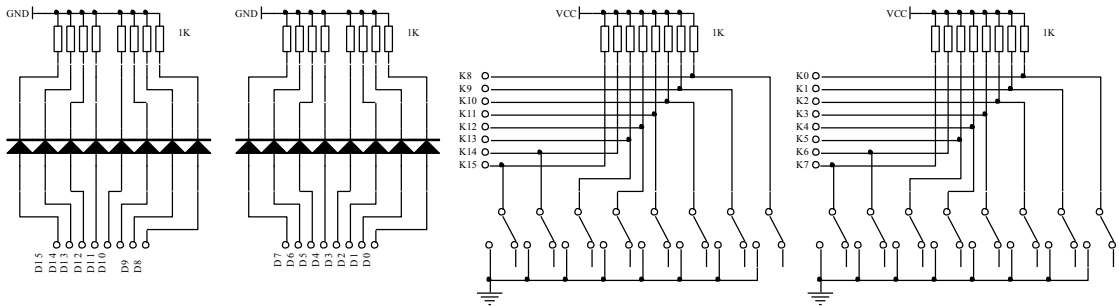 GND
1K
D15
D14
D13
D12
D11
D10
D9
D8
GND
1K
D7
D6
D5
D4
D3
D2
D1
D0
VCC
1K
K8
K9
K10
K11
K12
K13
K14
K15
VCC
1K
K0
K1
K2
K3
K4
K5
K6
K7